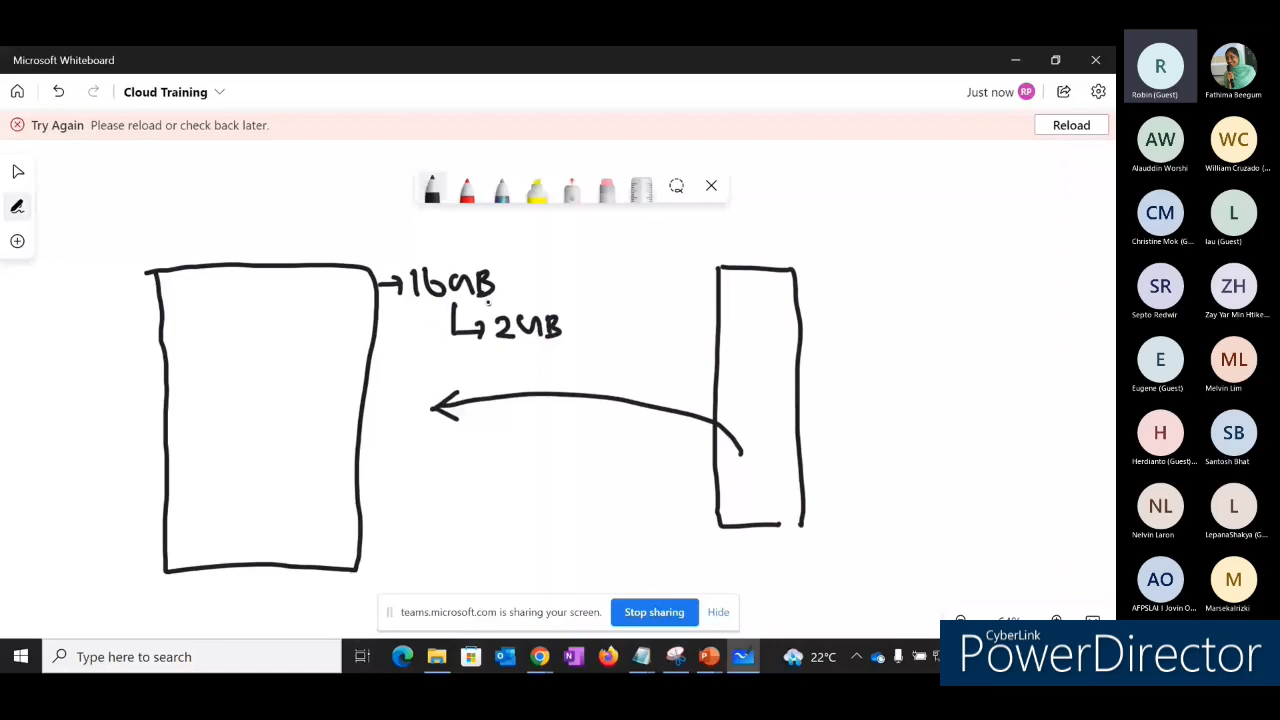 Microsoft Whiteboard
Cloud Training
Just now RP
Try Again Please reload or check back later.
Reload
→16GB
↳2GB
teams.microsoft.com is sharing your screen.
Stop sharing
Hide
Type here to search
22°C
R
Robin (Guest)
Fathima Beegum
AW
Alauddin Worshi
WC
William Cruzado (...
CM
Christine Mok (G...
L
lau (Guest)
SR
Septo Redwir
ZH
Zay Yar Min Htike...
E
Eugene (Guest)
ML
Melvin Lim
H
Herdianto (Guest)...
SB
Santosh Bhat
NL
Nelvin Laron
L
LepanaShakya (G...
AO
AFPSLAI I Jovin O...
M
Marsekalrizki
CyberLink
PowerDirector